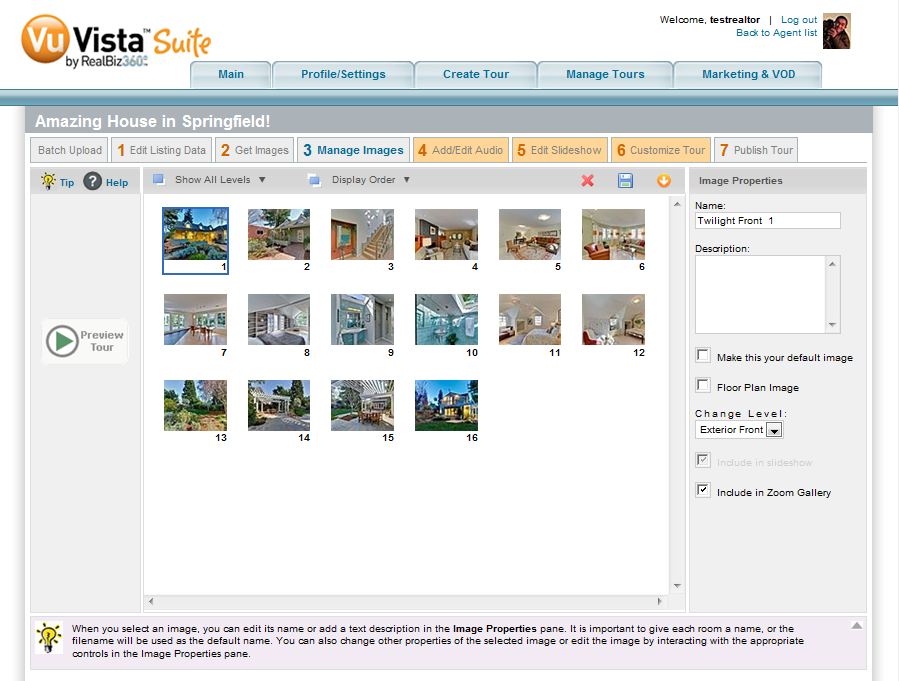 Vu Vista™ Suite
by RealBiz360
Welcome, testrealtor | Log out
Back to Agent list
Main
Profile/Settings
Create Tour
Manage Tours
Marketing & VOD
Amazing House in Springfield!
Batch Upload
1 Edit Listing Data
2 Get Images
3 Manage Images
4 Add/Edit Audio
5 Edit Slideshow
6 Customize Tour
7 Publish Tour
Tip
? Help
Show All Levels
Display Order
Image Properties
Preview
Tour
1
2
3
4
5
6
7
8
9
10
11
12
13
14
15
16
Name:
Twilight Front 1
Description:
Make this your default image
Floor Plan Image
Change Level:
Exterior Front
Include in slideshow
Include in Zoom Gallery
When you select an image, you can edit its name or add a text description in the Image Properties pane. It is important to give each room a name, or the
filename will be used as the default name. You can also change other properties of the selected image or edit the image by interacting with the appropriate
controls in the Image Properties pane.